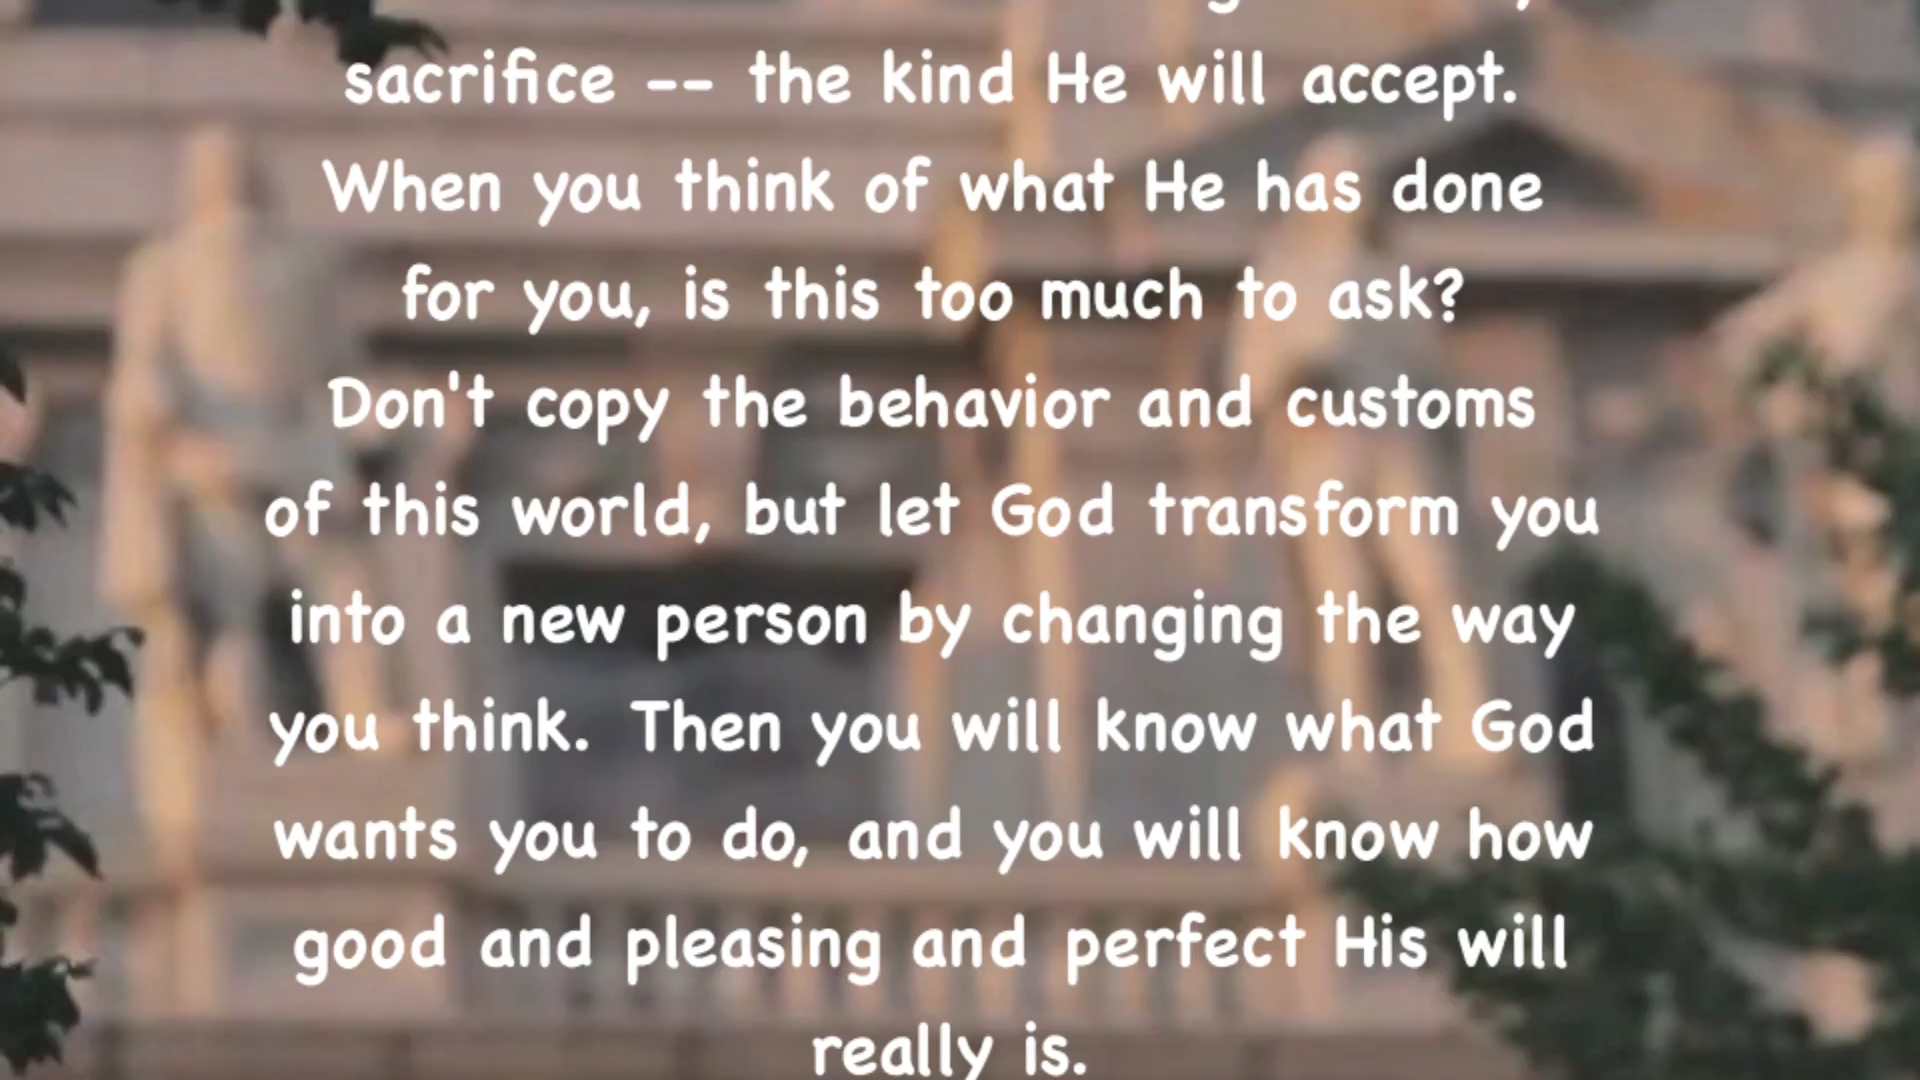 sacrifice -- the kind He will accept.
When you think of what He has done
for you, is this too much to ask?
Don't copy the behavior and customs
of this world, but let God transform you
into a new person by changing the way
you think. Then you will know what God
wants you to do, and you will know how
good and pleasing and perfect His will
really is.